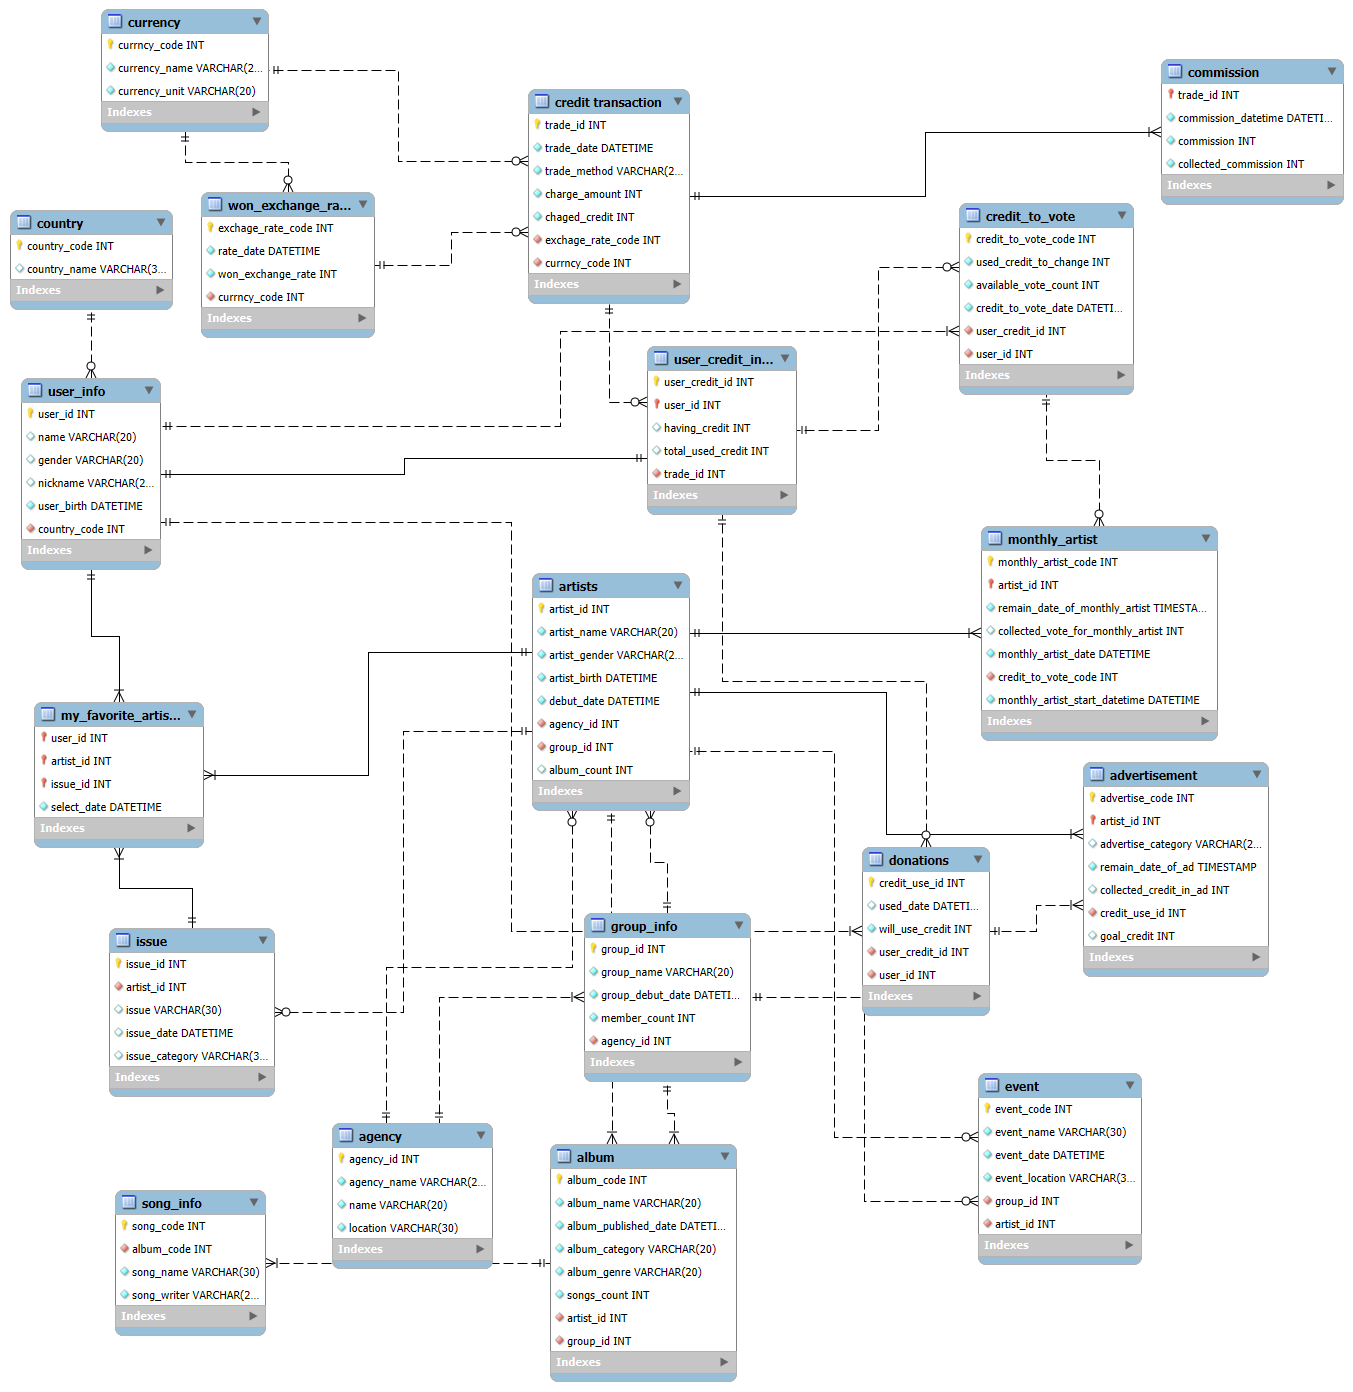 currency
currncy_code INT
currency_name VARCHAR(2...
currency_unit VARCHAR(20)
Indexes
credit transaction
trade_id INT
trade_date DATETIME
trade_method VARCHAR(2...
charge_amount INT
chaged_credit INT
exchage_rate_code INT
currncy_code INT
Indexes
commission
trade_id INT
commission_datetime DATETI...
commission INT
collected_commission INT
Indexes
won_exchange_ra...
exchage_rate_code INT
rate_date DATETIME
won_exchange_rate INT
currncy_code INT
Indexes
country
country_code INT
country_name VARCHAR(3...
Indexes
credit_to_vote
credit_to_vote_code INT
used_credit_to_change INT
available_vote_count INT
credit_to_vote_date DATETI...
user_credit_id INT
user_id INT
Indexes
user_info
user_id INT
name VARCHAR(20)
gender VARCHAR(20)
nickname VARCHAR(2...
user_birth DATETIME
country_code INT
Indexes
user_credit_in...
user_credit_id INT
user_id INT
having_credit INT
total_used_credit INT
trade_id INT
Indexes
monthly_artist
monthly_artist_code INT
artist_id INT
remain_date_of_monthly_artist TIMESTA...
collected_vote_for_monthly_artist INT
monthly_artist_date DATETIME
credit_to_vote_code INT
monthly_artist_start_datetime DATETIME
Indexes
artists
artist_id INT
artist_name VARCHAR(20)
artist_gender VARCHAR(2...
artist_birth DATETIME
debut_date DATETIME
agency_id INT
group_id INT
album_count INT
Indexes
my_favorite_artis...
user_id INT
artist_id INT
issue_id INT
select_date DATETIME
Indexes
advertisement
advertise_code INT
artist_id INT
advertise_category VARCHAR(2...
remain_date_of_ad TIMESTAMP
collected_credit_in_ad INT
credit_use_id INT
goal_credit INT
Indexes
donations
credit_use_id INT
used_date DATETI...
will_use_credit INT
user_credit_id INT
user_id INT
Indexes
group_info
group_id INT
group_name VARCHAR(20)
group_debut_date DATETI...
member_count INT
agency_id INT
Indexes
issue
issue_id INT
artist_id INT
issue VARCHAR(30)
issue_date DATETIME
issue_category VARCHAR(3...
Indexes
event
event_code INT
event_name VARCHAR(30)
event_date DATETIME
event_location VARCHAR(3...
group_id INT
artist_id INT
Indexes
agency
agency_id INT
agency_name VARCHAR(2...
name VARCHAR(20)
location VARCHAR(30)
Indexes
album
album_code INT
album_name VARCHAR(20)
album_published_date DATETI...
album_category VARCHAR(20)
album_genre VARCHAR(20)
songs_count INT
artist_id INT
group_id INT
Indexes
song_info
song_code INT
album_code INT
song_name VARCHAR(30)
song_writer VARCHAR(2...
Indexes